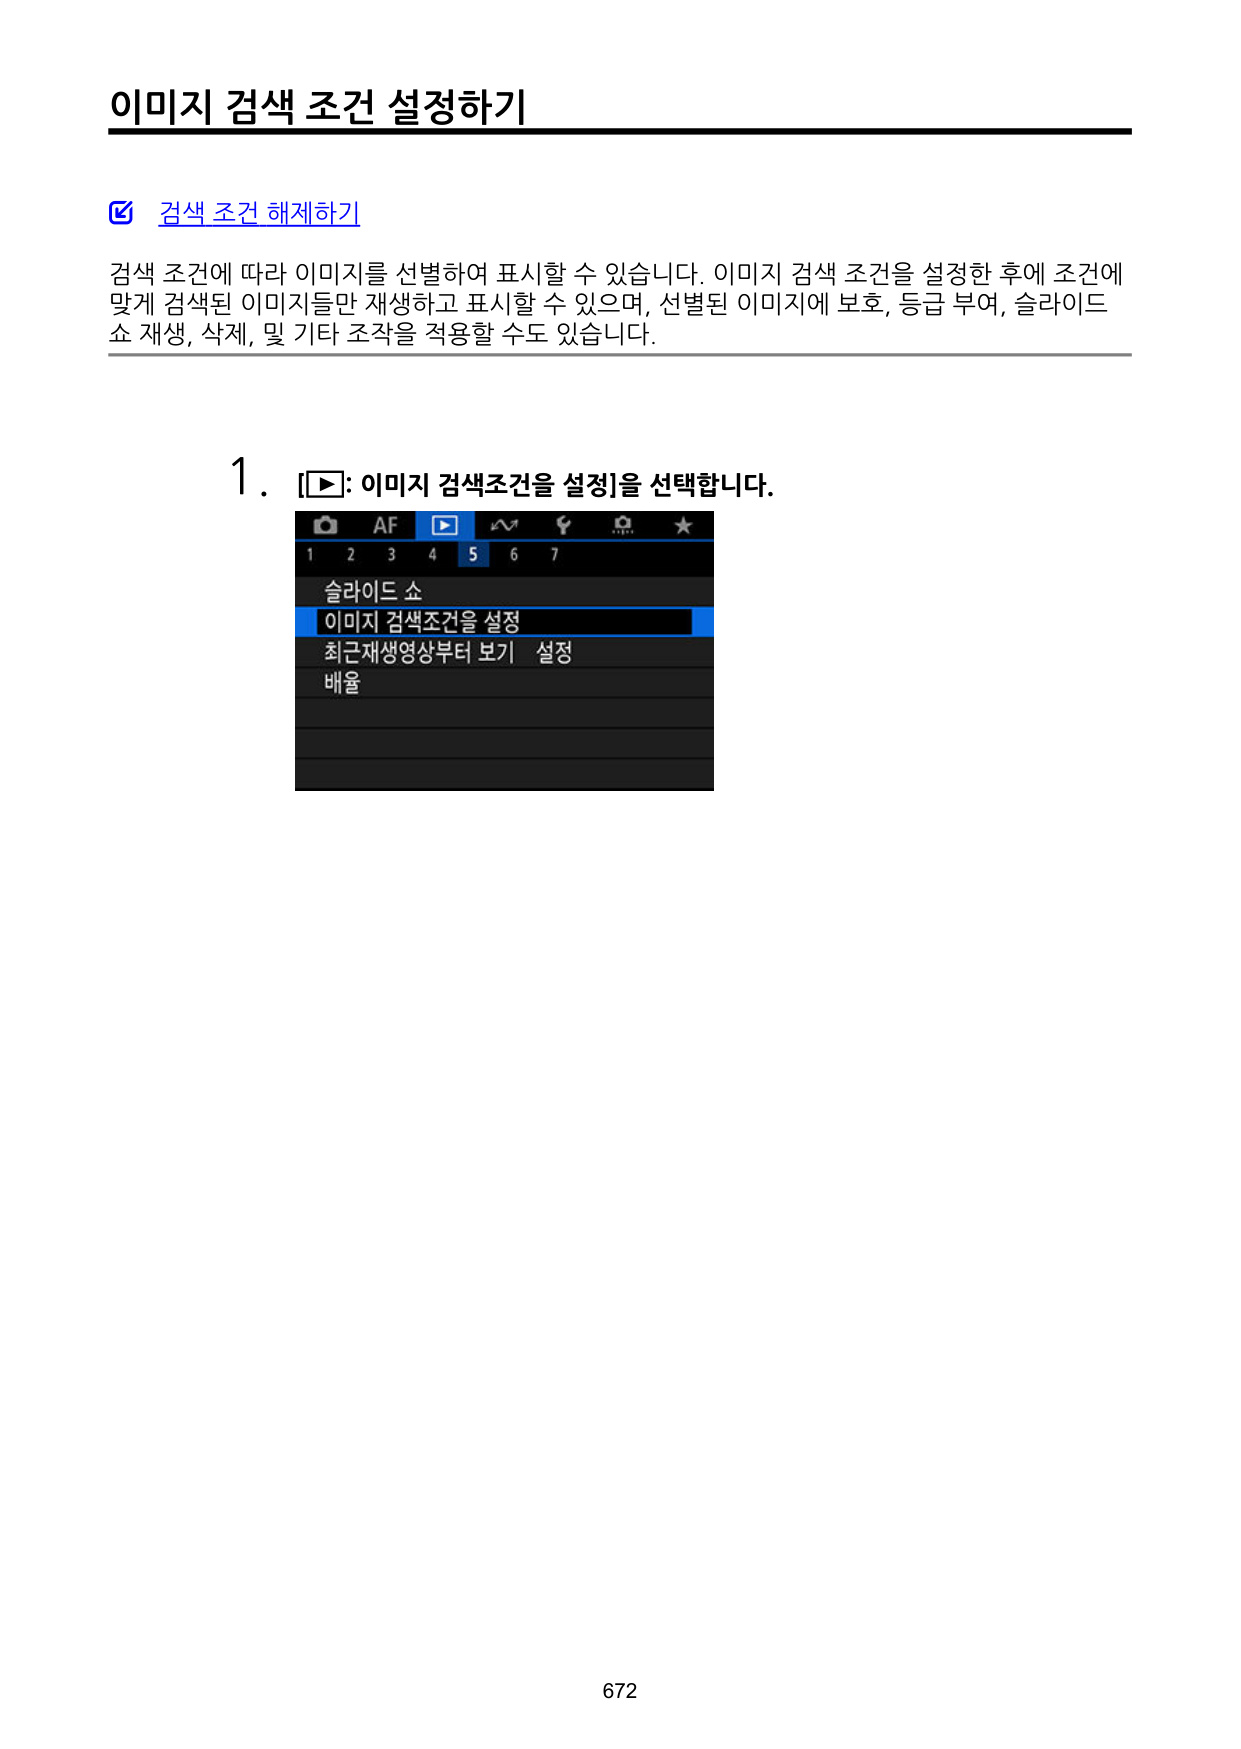 이미지 검색 조건 설정하기
검색 조건 해제하기
검색 조건에 따라 이미지를 선별하여 표시할 수 있습니다. 이미지 검색 조건을 설정한 후에 조건에
맞게 검색된 이미지들만 재생하고 표시할 수 있으며, 선별된 이미지에 보호, 등급 부여, 슬라이드
쇼 재생, 삭제, 및 기타 조작을 적용할 수도 있습니다.
1. [▶: 이미지 검색조건을 설정]을 선택합니다.
AF
1 2 3 4 5 6 7
슬라이드 쇼
이미지 검색조건을 설정
최근재생영상부터 보기 설정
배율
672